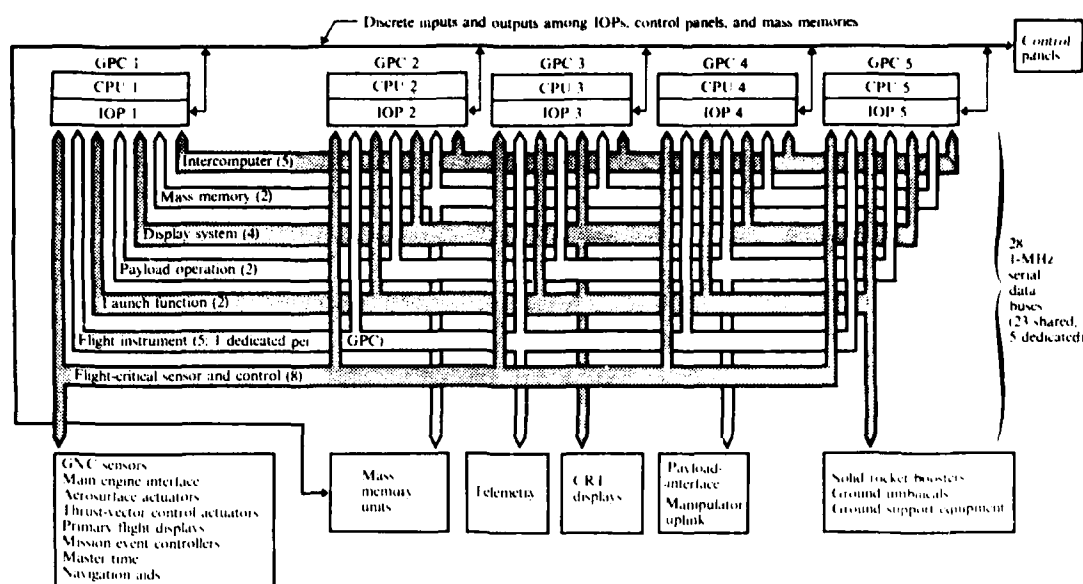 Discrete inputs and outputs among IOPs, control panels, and mass memories
Control
panels
GPC 1
CPU 1
IOP 1
GPC 2
CPU 2
IOP 2
GPC 3
CPU 3
IOP 3
GPC 4
CPU 4
IOP 4
GPC 5
CPU 5
IOP 5
Intercomputer (5)
Mass memory (2)
Display system (4)
Payload operation (2)
Launch function (2)
Flight instrument (5; 1 dedicated per GPC)
Flight-critical sensor and control (8)
28
1-MHz
serial
data
buses
(23 shared,
5 dedicated)
GNC sensors
Main engine interface
Aerosurface actuators
Thrust-vector control actuators
Primary flight displays
Mission event controllers
Master time
Navigation aids
Mass
memory
units
Telemetry
CRT
displays
Payload-
interface
Manipulator
uplink
Solid rocket boosters
Ground umbilicals
Ground support equipment